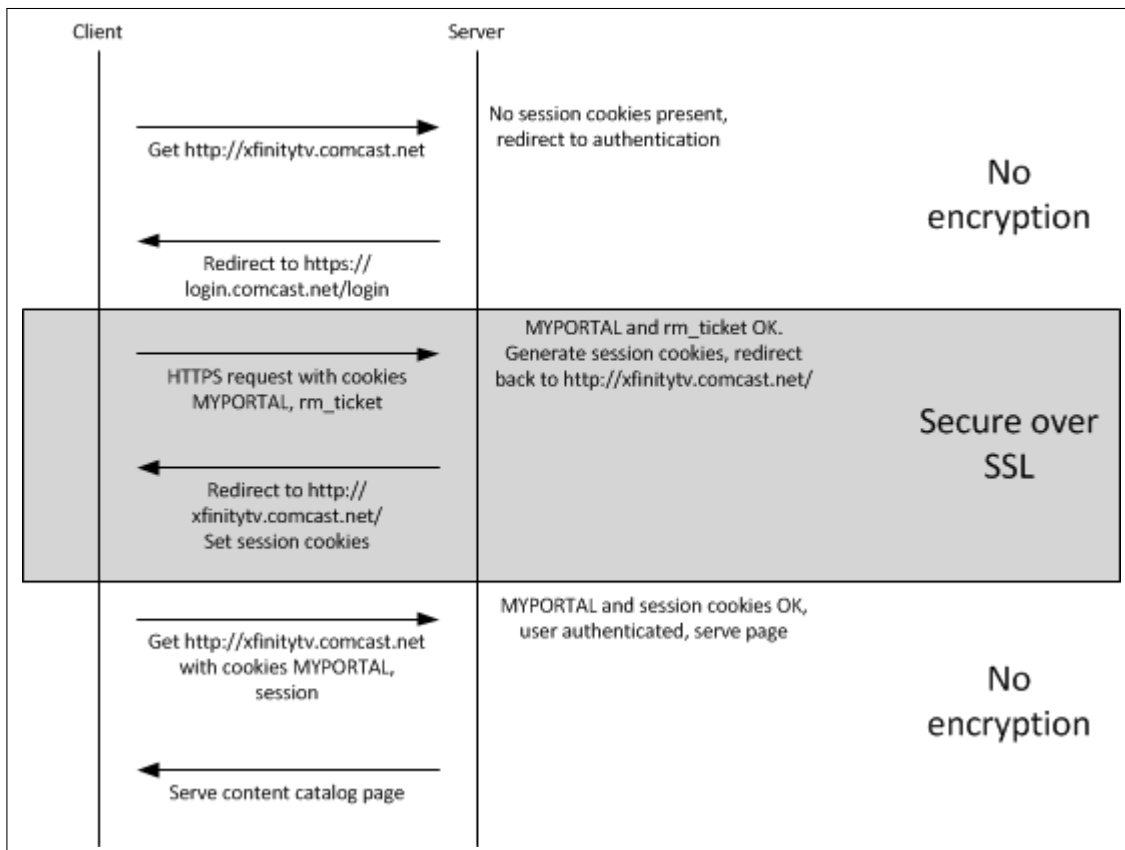 Client
Server
No session cookies present,
redirect to authentication
Get http://xfinitytv.comcast.net
No
encryption
Redirect to https://
login.comcast.net/login
MYPORTAL and rm_ticket OK.
Generate session cookies, redirect
back to http://xfinitytv.comcast.net/
HTTPS request with cookies
MYPORTAL, rm_ticket
Secure over
SSL
Redirect to http://
xfinitytv.comcast.net/
Set session cookies
MYPORTAL and session cookies OK,
user authenticated, serve page
Get http://xfinitytv.comcast.net
with cookies MYPORTAL,
session
No
encryption
Serve content catalog page